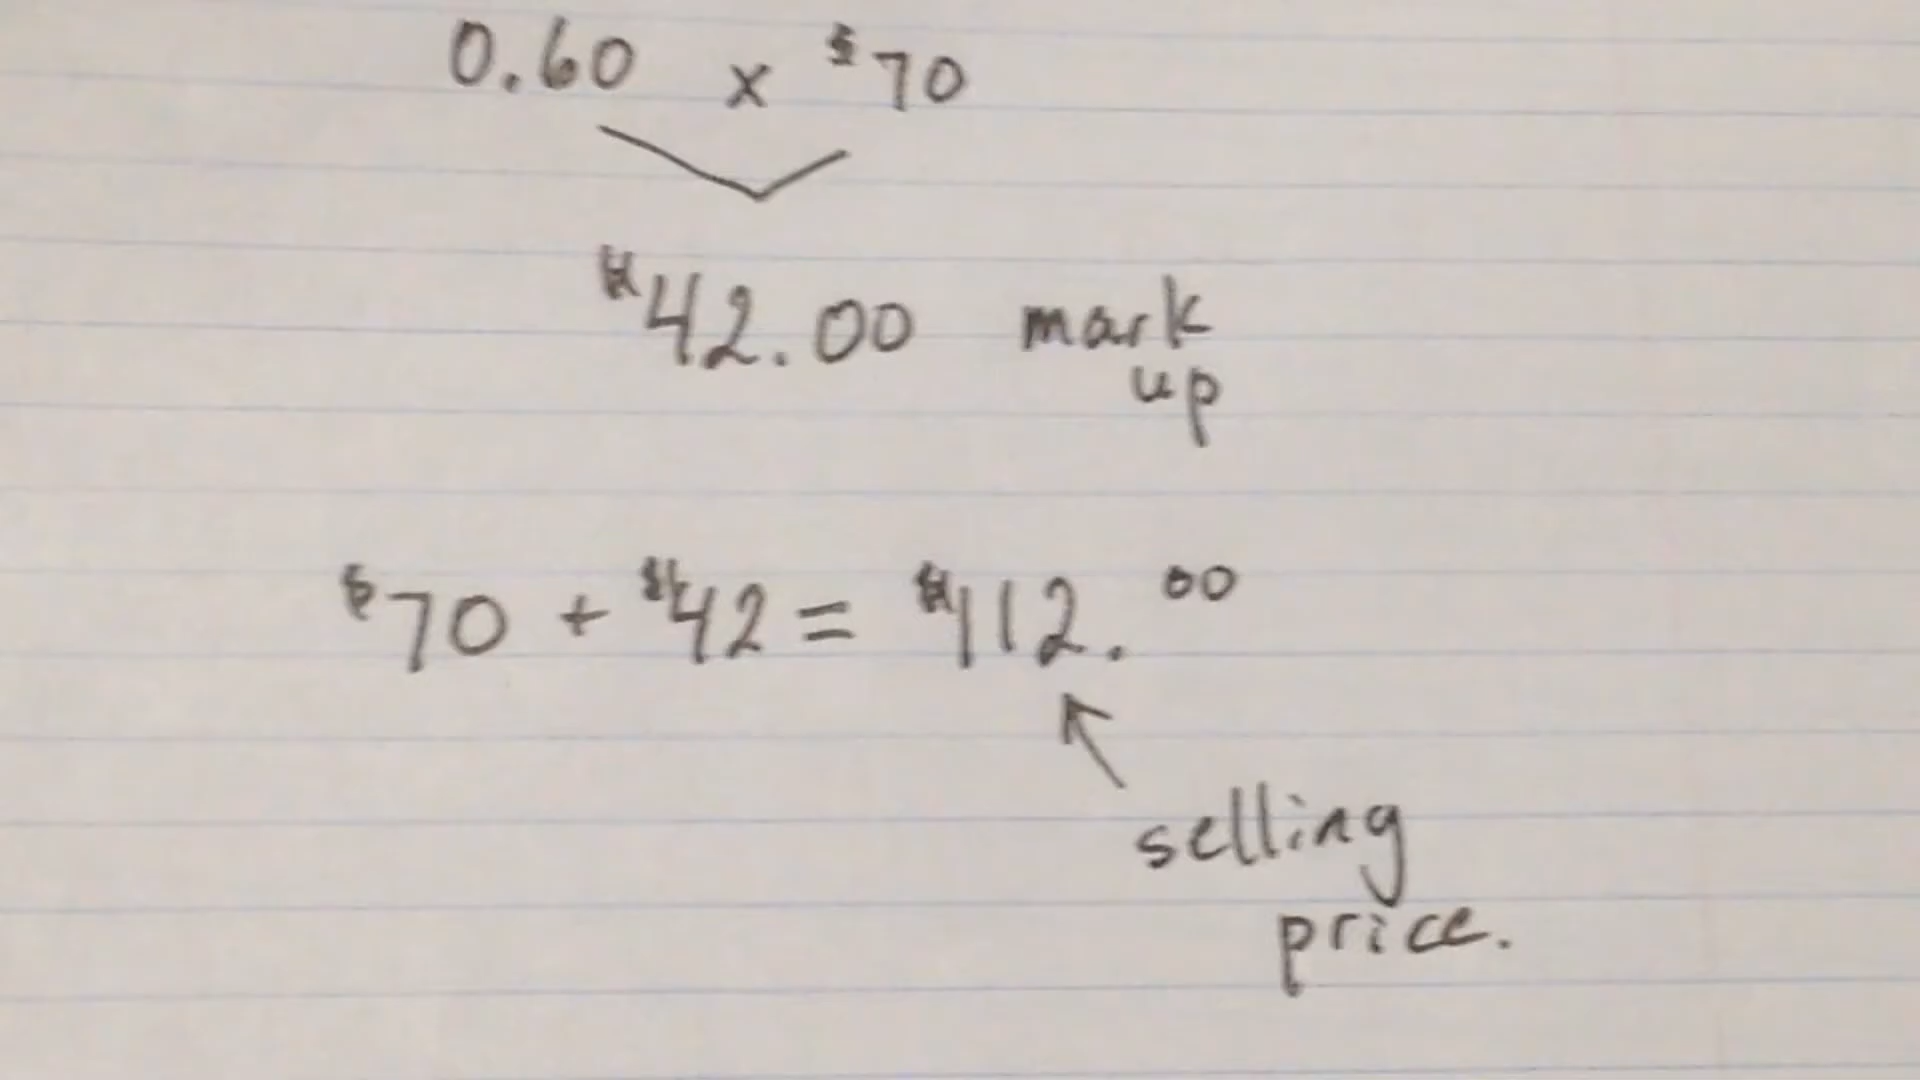 0.60 x $70
$42.00 mark
up
$70 + $42 = $112.00
selling
price.